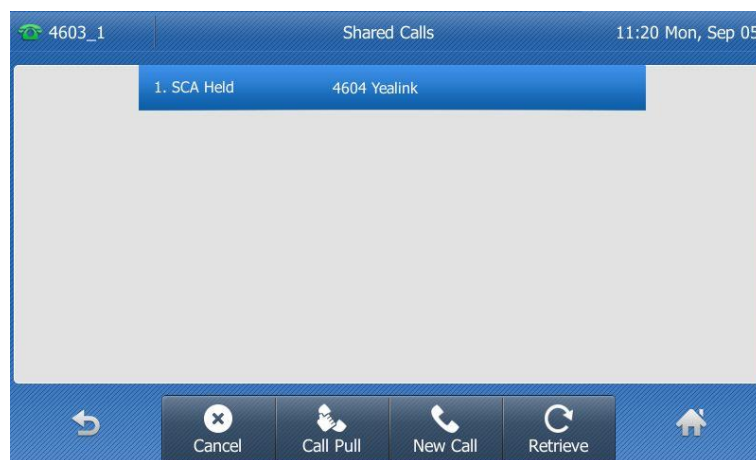 4603_1 Shared Calls 11:20 Mon, Sep 05
1. SCA Held 4604 Yealink
Cancel Call Pull New Call Retrieve